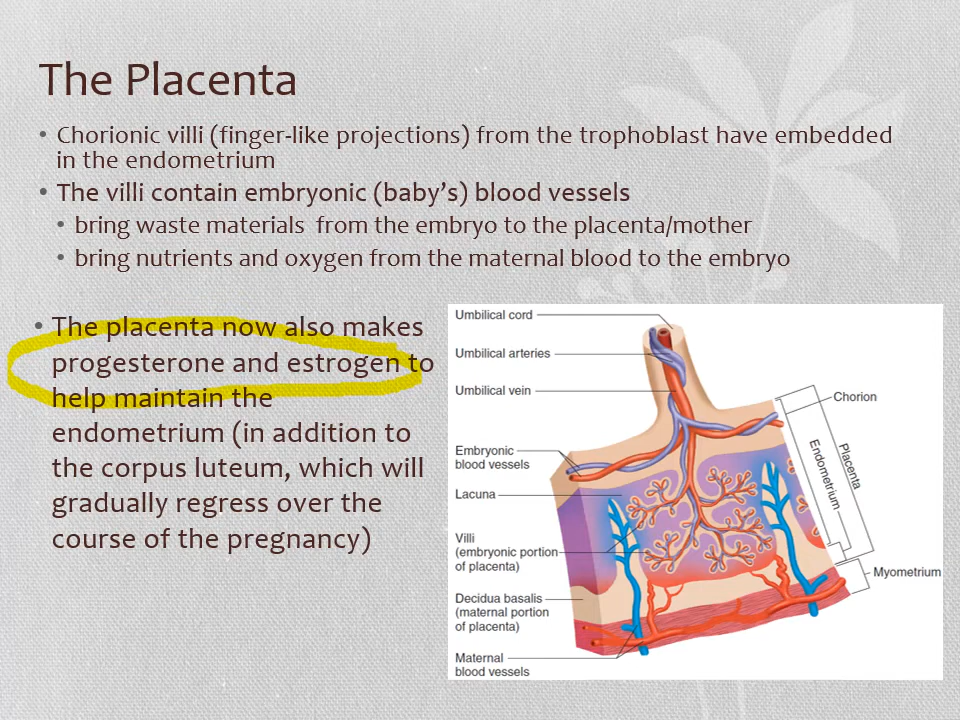 The Placenta
• Chorionic villi (finger-like projections) from the trophoblast have embedded
in the endometrium
• The villi contain embryonic (baby’s) blood vessels
• bring waste materials  from the embryo to the placenta/mother
• bring nutrients and oxygen from the maternal blood to the embryo
• The placenta now also makes
progesterone and estrogen to
help maintain the
endometrium (in addition to
the corpus luteum, which will
gradually regress over the
course of the pregnancy)
Umbilical cord
Umbilical arteries
Umbilical vein
Embryonic
blood vessels
Lacuna
Villi
(embryonic portion
of placenta)
Decidua basalis
(maternal portion
of placenta)
Maternal
blood vessels
Chorion
Placenta
Endometrium
Myometrium